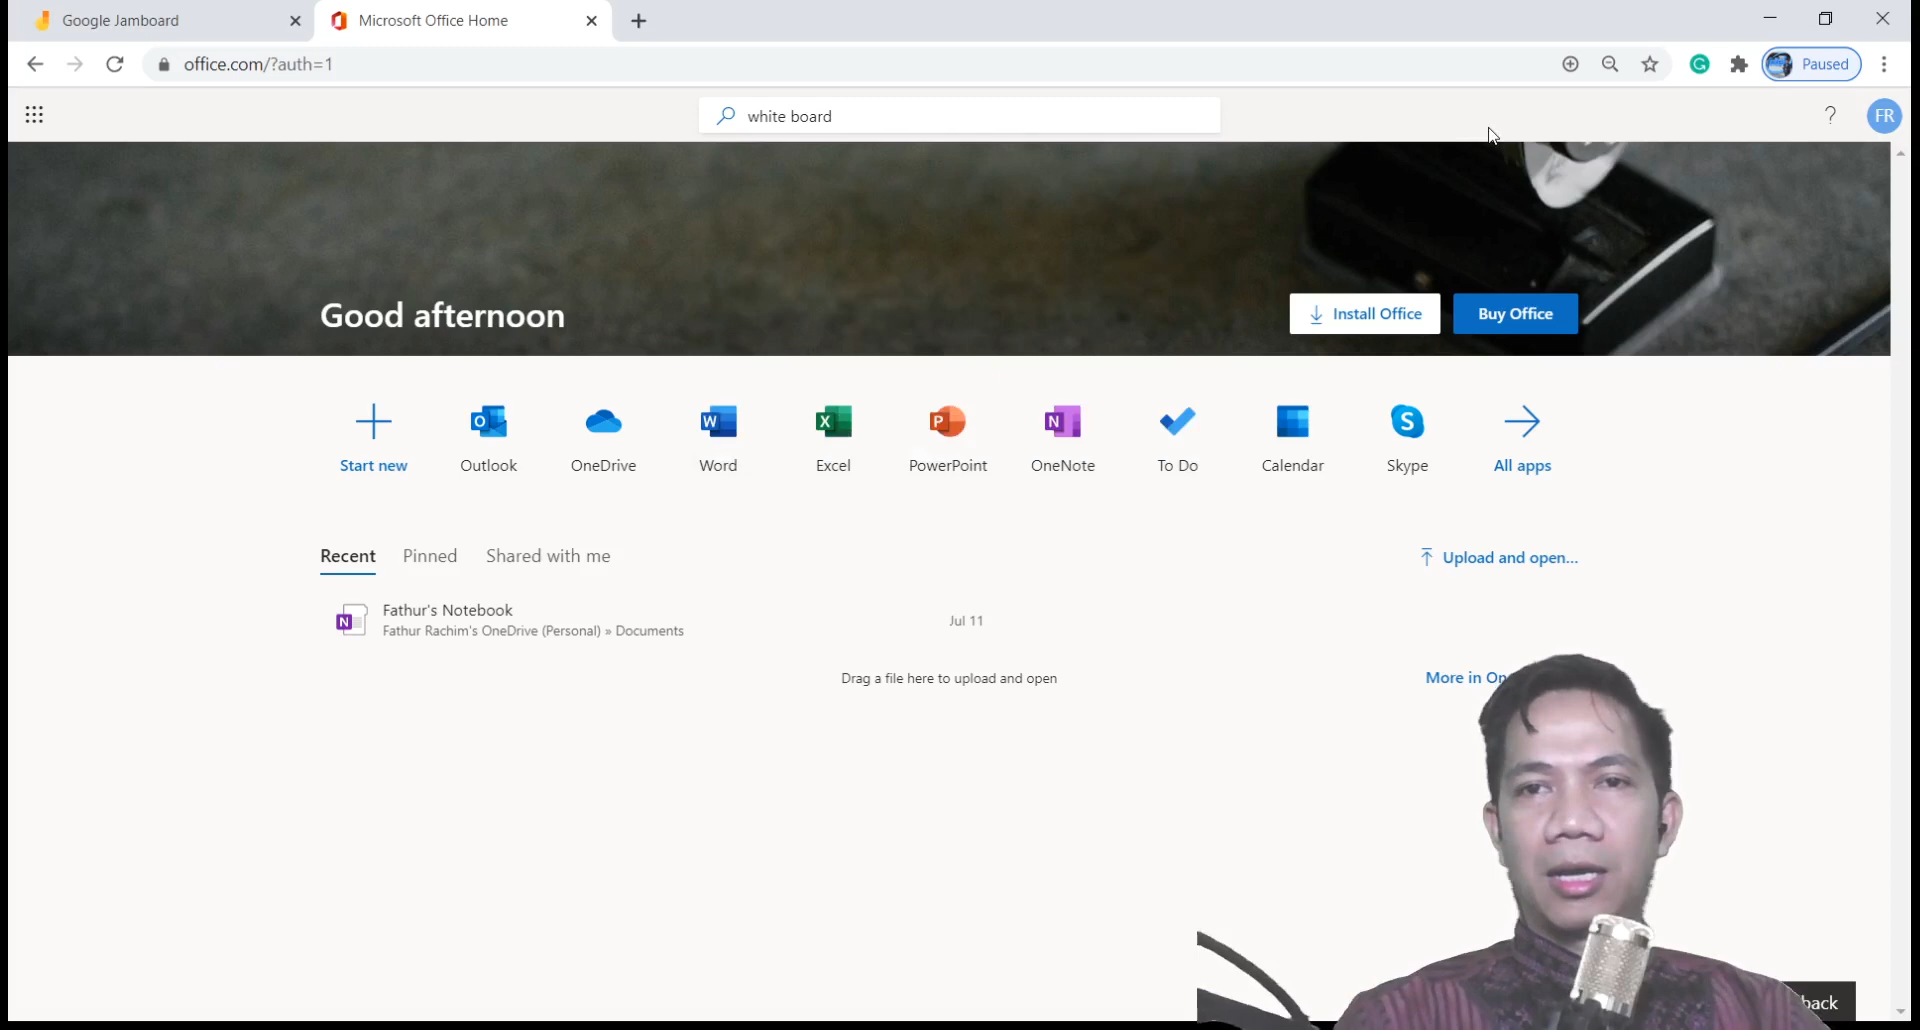 Google Jamboard
Microsoft Office Home
office.com/?auth=1
Paused
white board
?
FR
Good afternoon
Install Office
Buy Office
Start new
Outlook
OneDrive
Word
Excel
PowerPoint
OneNote
To Do
Calendar
Skype
All apps
Recent
Pinned
Shared with me
Upload and open...
Fathur's Notebook
Fathur Rachim's OneDrive (Personal) » Documents
Jul 11
Drag a file here to upload and open
More in